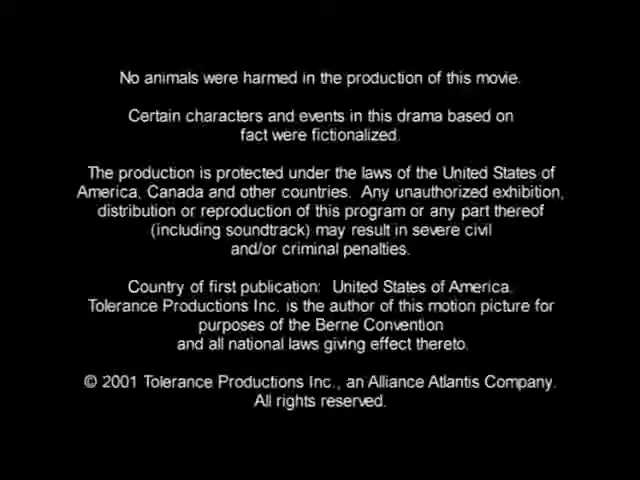 No animals were harmed in the production of this movie.
Certain characters and events in this drama based on
fact were fictionalized.
The production is protected under the laws of the United States of
America, Canada and other countries.  Any unauthorized exhibition,
distribution or reproduction of this program or any part thereof
(including soundtrack) may result in severe civil
and/or criminal penalties.
Country of first publication:  United States of America.
Tolerance Productions Inc. is the author of this motion picture for
purposes of the Berne Convention
and all national laws giving effect thereto.
© 2001 Tolerance Productions Inc., an Alliance Atlantis Company.
All rights reserved.